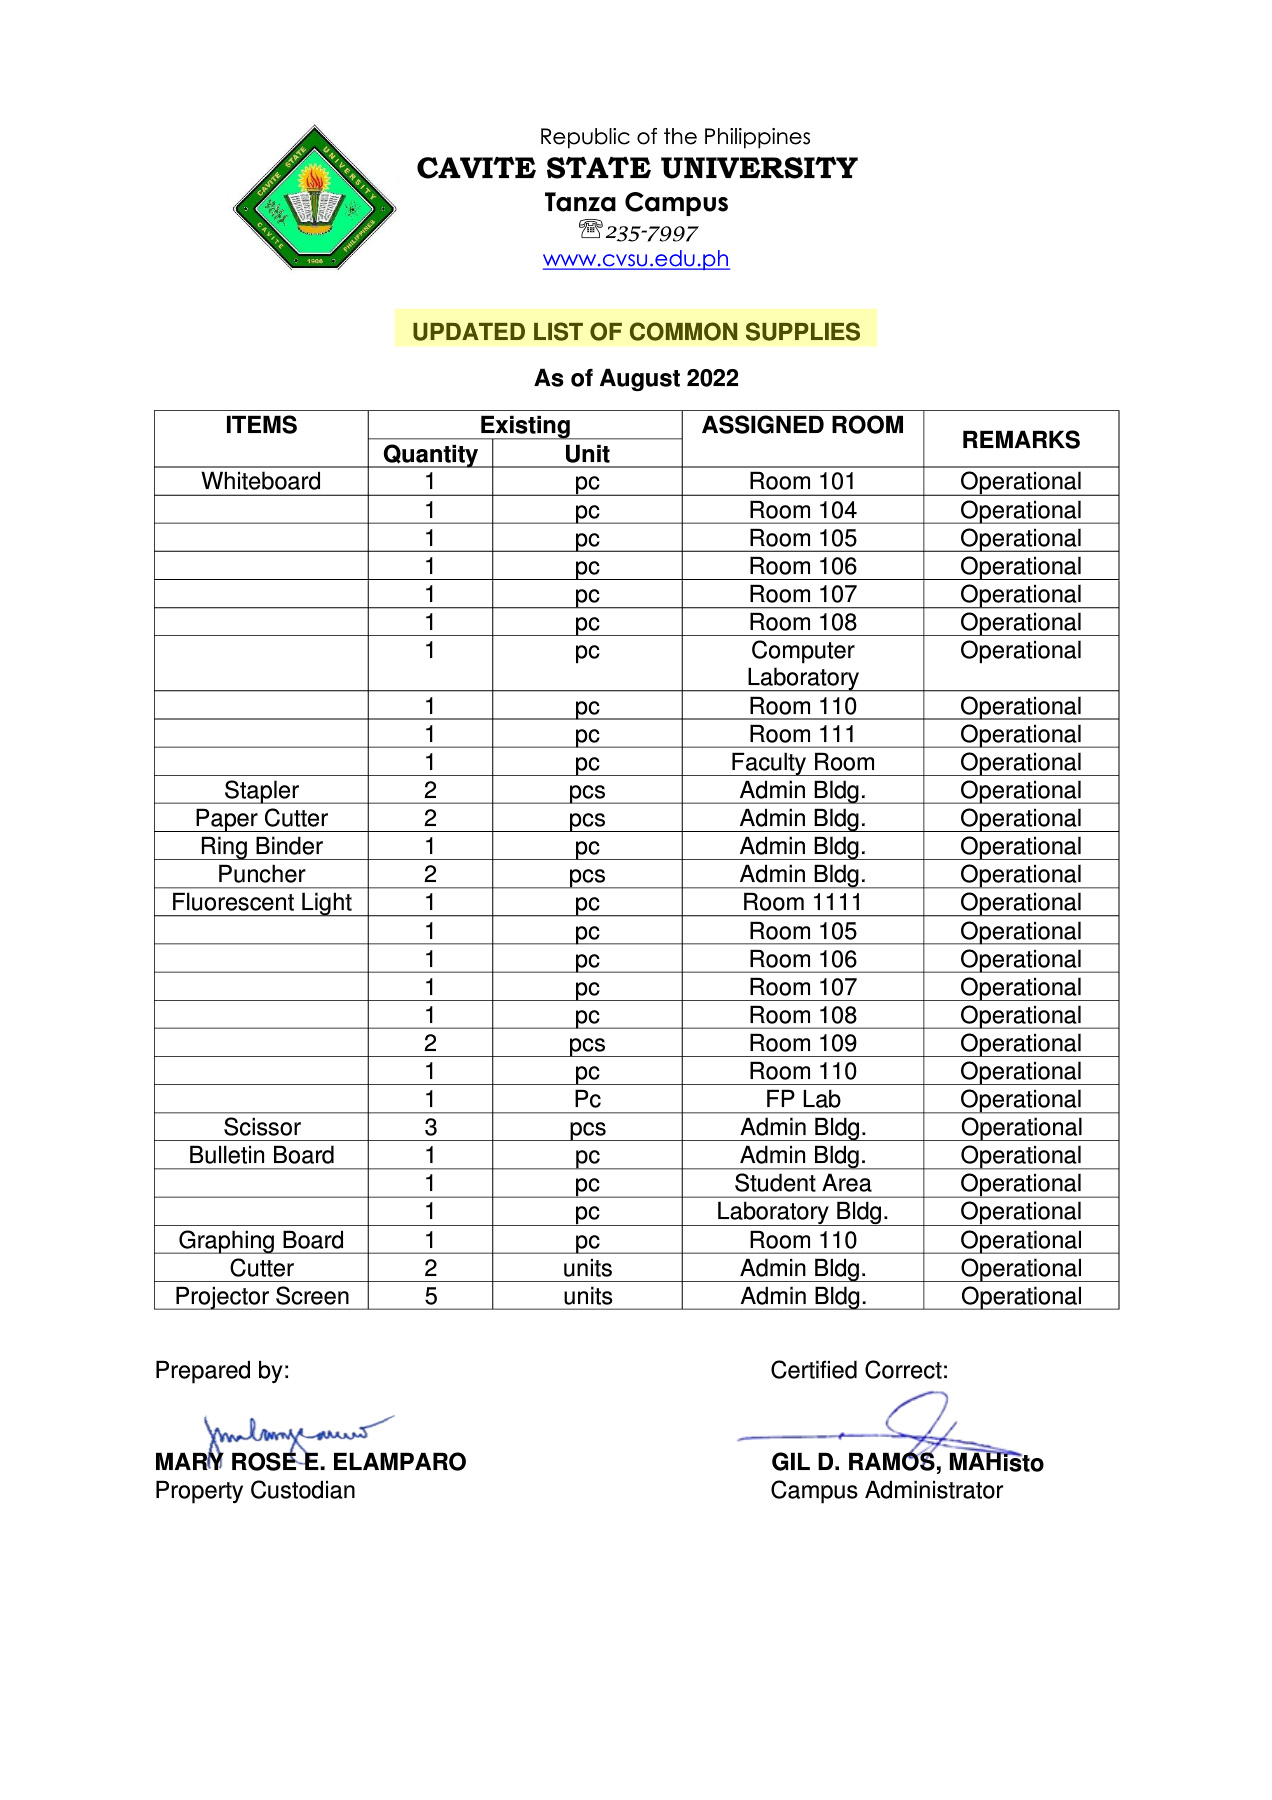 Republic of the Philippines
CAVITE STATE UNIVERSITY
Tanza Campus
☏235-7997
www.cvsu.edu.ph
CAVITE STATE UNIVERSITY
CAVITE PHILIPPINES
1906
UPDATED LIST OF COMMON SUPPLIES
As of August 2022
ITEMS Existing ASSIGNED ROOM REMARKS
Quantity Unit
Whiteboard 1 pc Room 101 Operational
1 pc Room 104 Operational
1 pc Room 105 Operational
1 pc Room 106 Operational
1 pc Room 107 Operational
1 pc Room 108 Operational
1 pc Computer Operational
Laboratory
1 pc Room 110 Operational
1 pc Room 111 Operational
1 pc Faculty Room Operational
Stapler 2 pcs Admin Bldg. Operational
Paper Cutter 2 pcs Admin Bldg. Operational
Ring Binder 1 pc Admin Bldg. Operational
Puncher 2 pcs Admin Bldg. Operational
Fluorescent Light 1 pc Room 1111 Operational
1 pc Room 105 Operational
1 pc Room 106 Operational
1 pc Room 107 Operational
1 pc Room 108 Operational
2 pcs Room 109 Operational
1 pc Room 110 Operational
1 Pc FP Lab Operational
Scissor 3 pcs Admin Bldg. Operational
Bulletin Board 1 pc Admin Bldg. Operational
1 pc Student Area Operational
1 pc Laboratory Bldg. Operational
Graphing Board 1 pc Room 110 Operational
Cutter 2 units Admin Bldg. Operational
Projector Screen 5 units Admin Bldg. Operational
Prepared by: Certified Correct:
MARY ROSE E. ELAMPARO GIL D. RAMOS, MAHisto
Property Custodian Campus Administrator